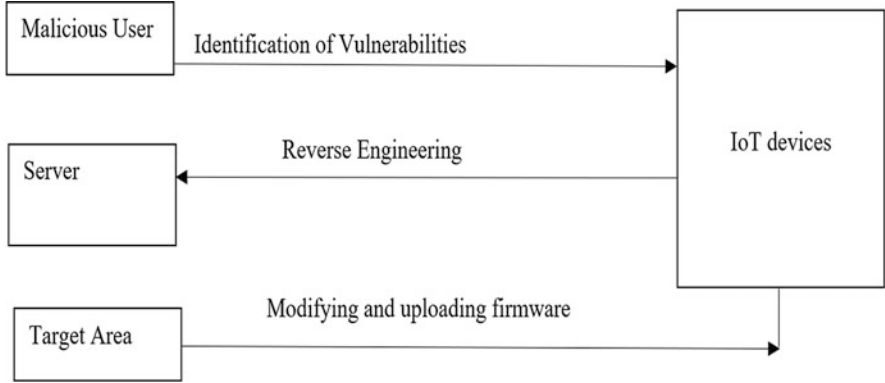 Malicious User
Identification of Vulnerabilities
Server
Reverse Engineering
IoT devices
Target Area
Modifying and uploading firmware